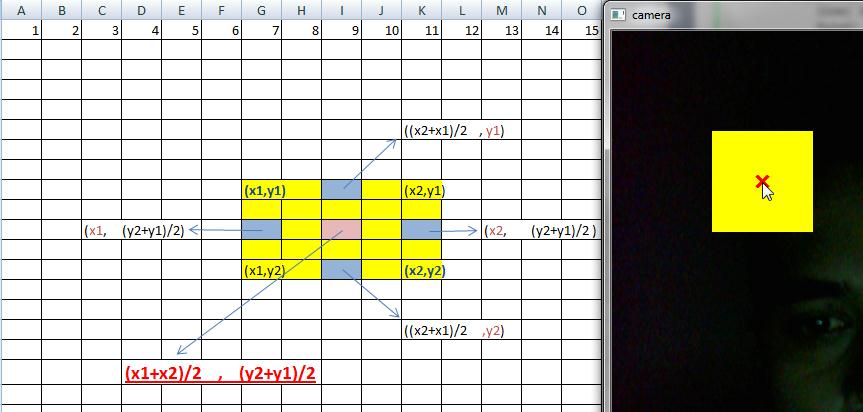 A B C D E F G H I J K L M N O
1 2 3 4 5 6 7 8 9 10 11 12 13 14 15
camera
((x2+x1)/2 ,y1)
(x1,y1) (x2,y1)
(x1, (y2+y1)/2) (x2, (y2+y1)/2 )
(x1,y2) (x2,y2)
((x2+x1)/2 ,y2)
(x1+x2)/2 , (y2+y1)/2